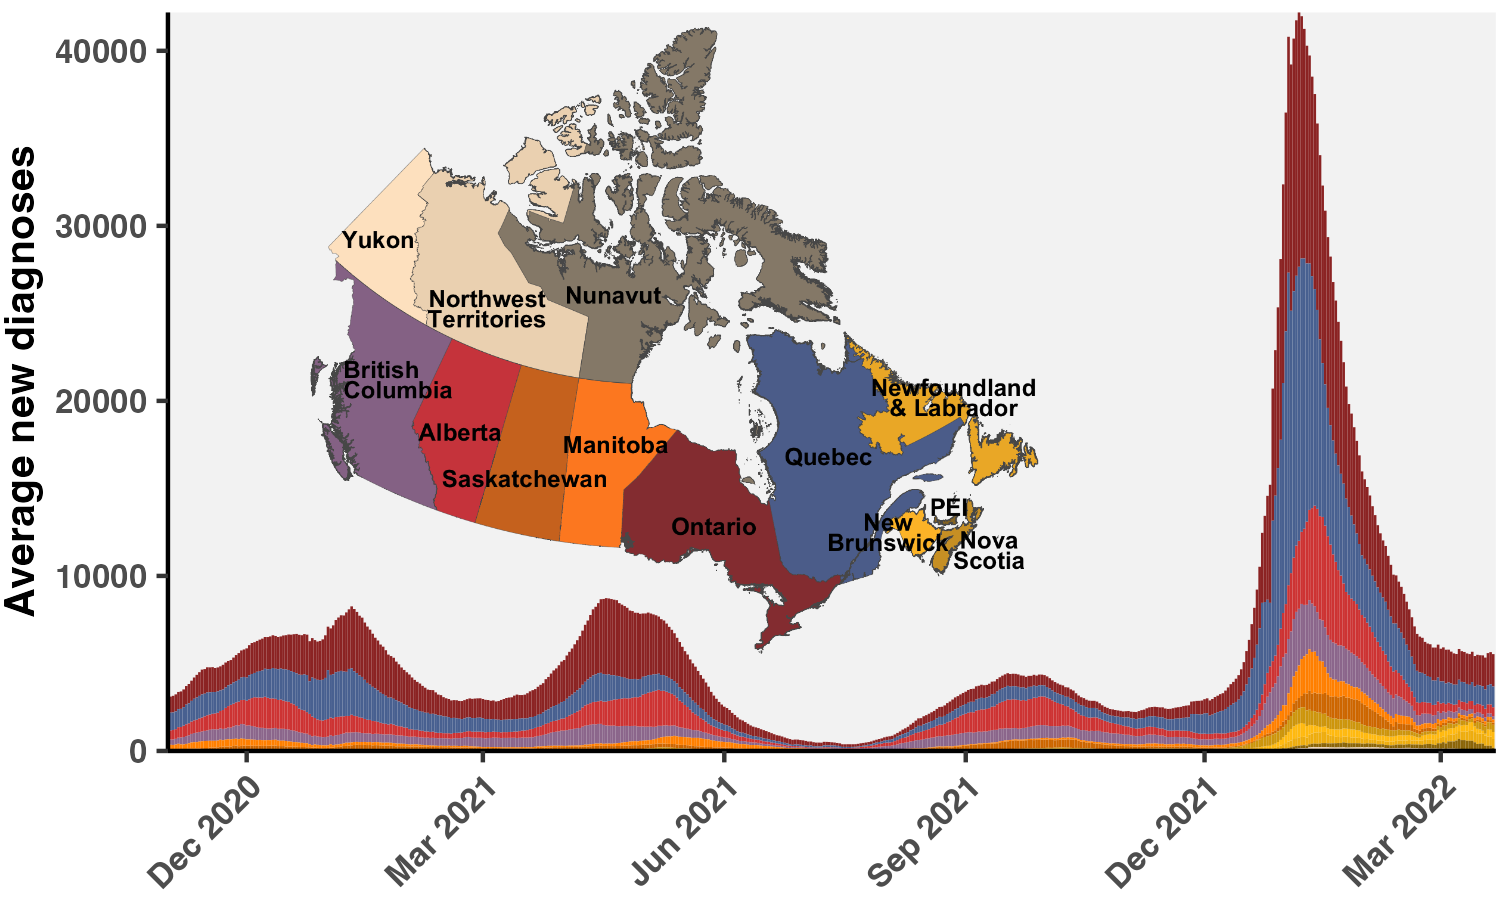 Average new diagnoses
40000
30000
20000
10000
0
Dec 2020
Mar 2021
Jun 2021
Sep 2021
Dec 2021
Mar 2022
Yukon
Northwest
Territories
Nunavut
British
Columbia
Alberta
Saskatchewan
Manitoba
Ontario
Quebec
Newfoundland
& Labrador
PEI
New
Brunswick
Nova
Scotia